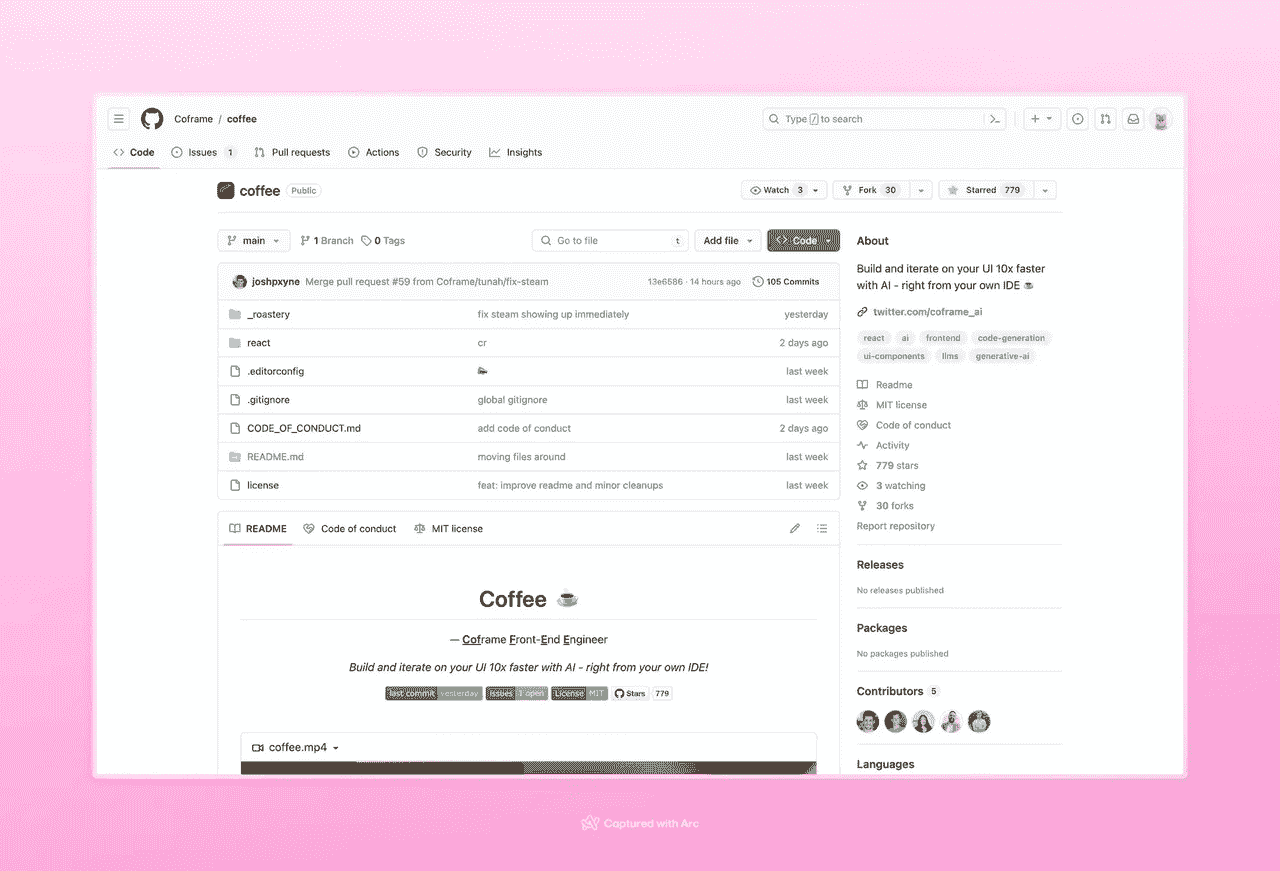 Coframe / coffee
Type / to search
Code Issues 1 Pull requests Actions Security Insights
coffee Public
Watch 3 Fork 30 Starred 779
main 1 Branch 0 Tags Go to file t Add file Code
joshpxyne Merge pull request #59 from Coframe/tunah/fix-steam 13e6586 · 14 hours ago 105 Commits
_roastery fix steam showing up immediately yesterday
react cr 2 days ago
.editorconfig last week
.gitignore global gitignore last week
CODE_OF_CONDUCT.md add code of conduct 2 days ago
README.md moving files around last week
license feat: improve readme and minor cleanups last week
README Code of conduct MIT license
Coffee ☕
— Coframe Front-End Engineer
Build and iterate on your UI 10x faster with AI - right from your own IDE!
last commit yesterday issues 1 open License MIT Stars 779
coffee.mp4
About
Build and iterate on your UI 10x faster
with AI - right from your own IDE ☕
twitter.com/coframe_ai
react ai frontend code-generation
ui-components llms generative-ai
Readme
MIT license
Code of conduct
Activity
779 stars
3 watching
30 forks
Report repository
Releases
No releases published
Packages
No packages published
Contributors 5
Languages
Captured with Arc